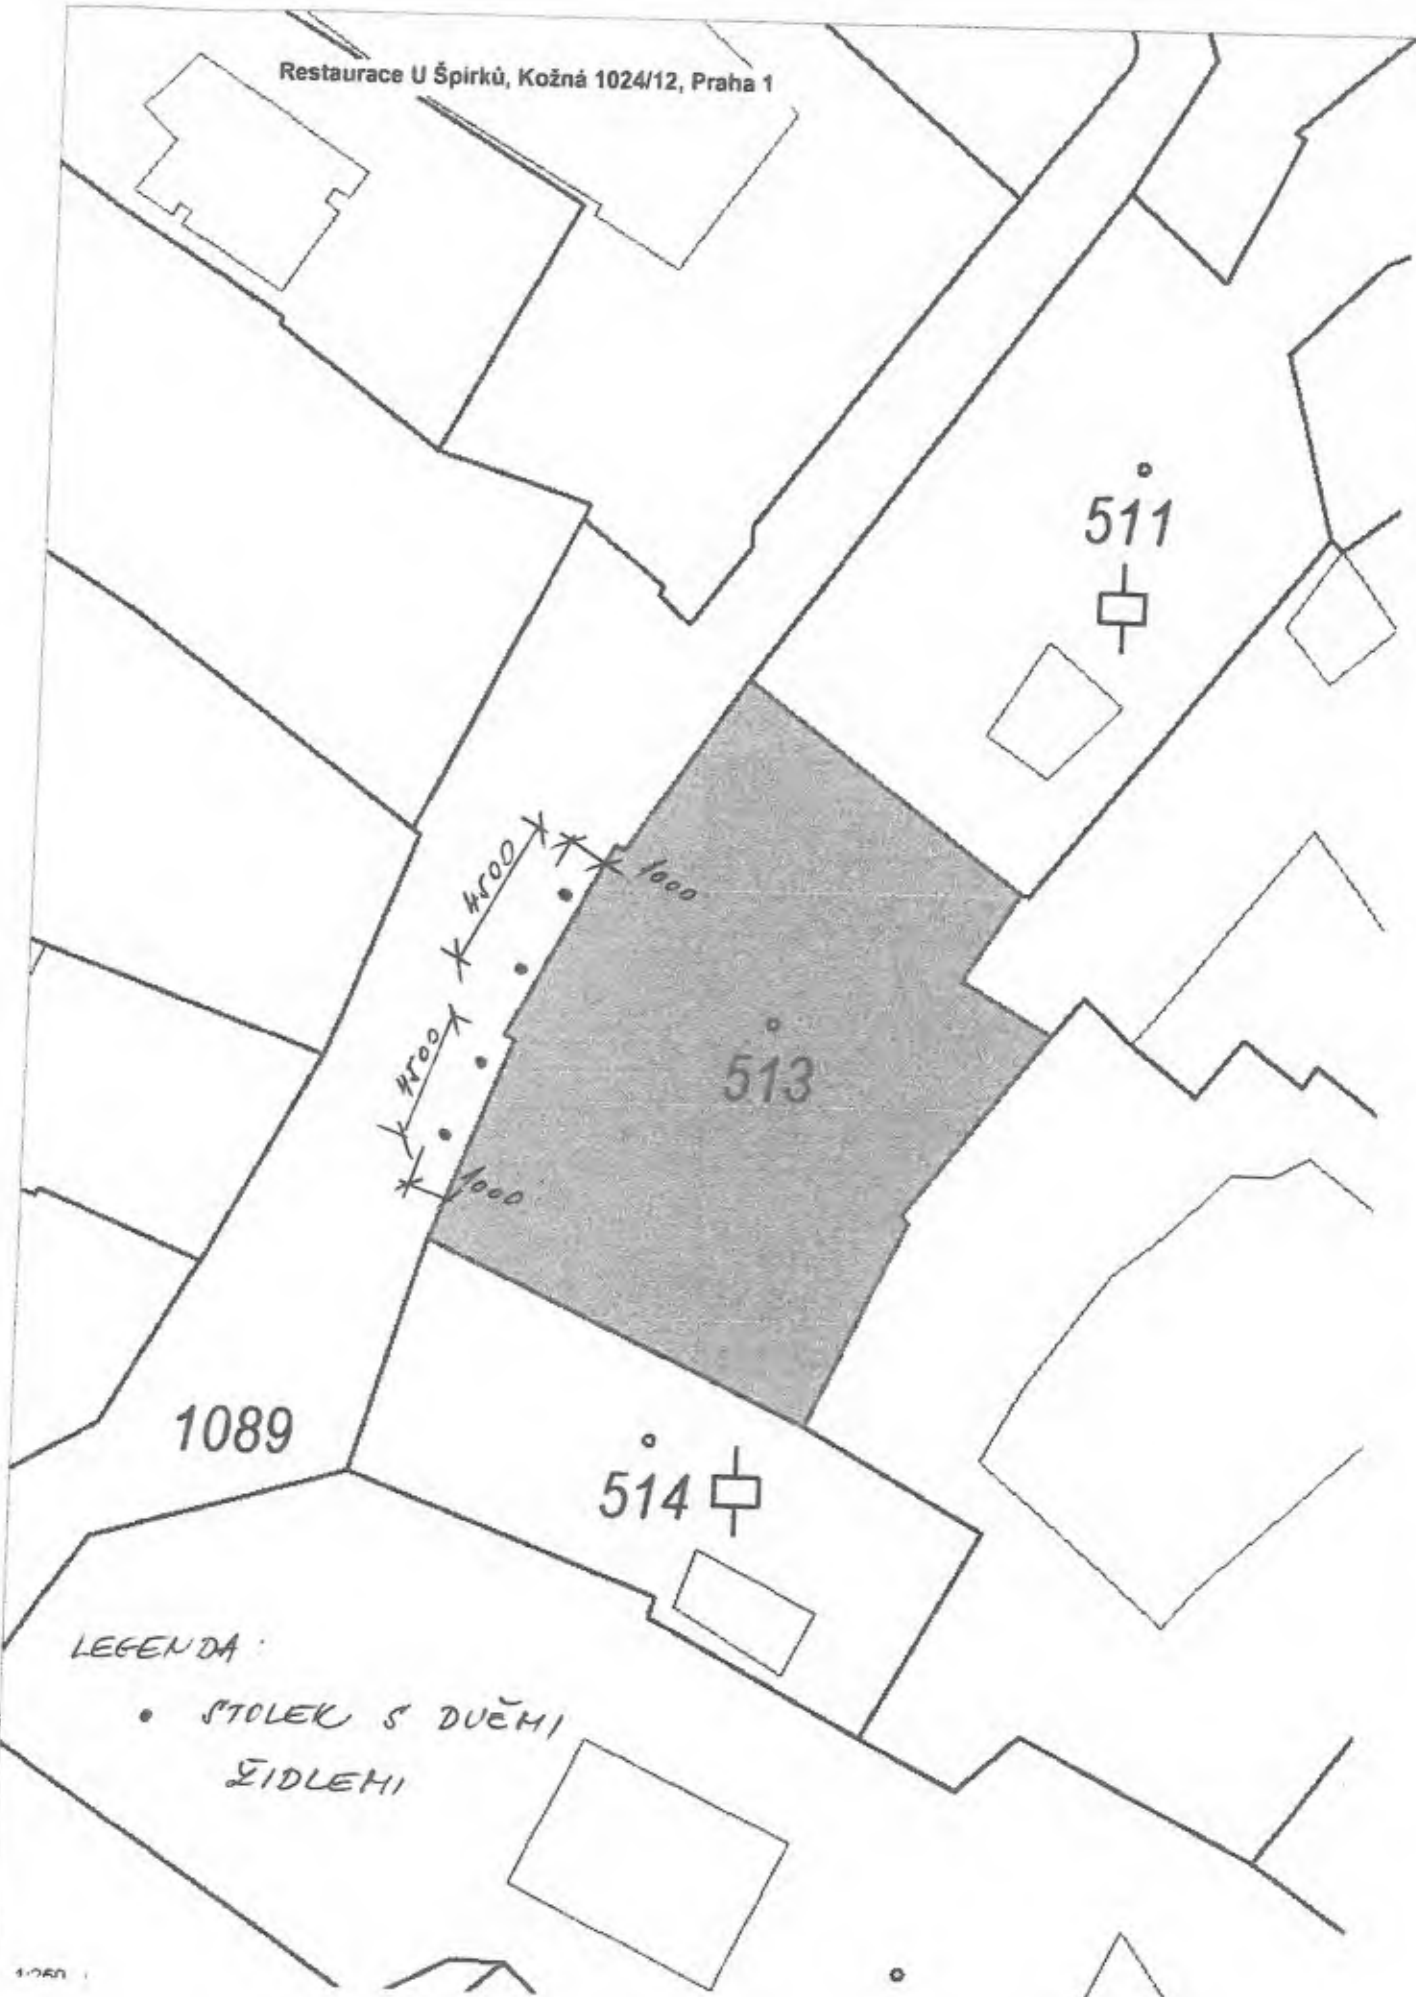 Restaurace U Špirků, Kožná 1024/12, Praha 1
511
4500
1000
513
4500
1000
1089
514
LEGENDA:
• STOLEK S DVĚMI
ŽIDLEMI